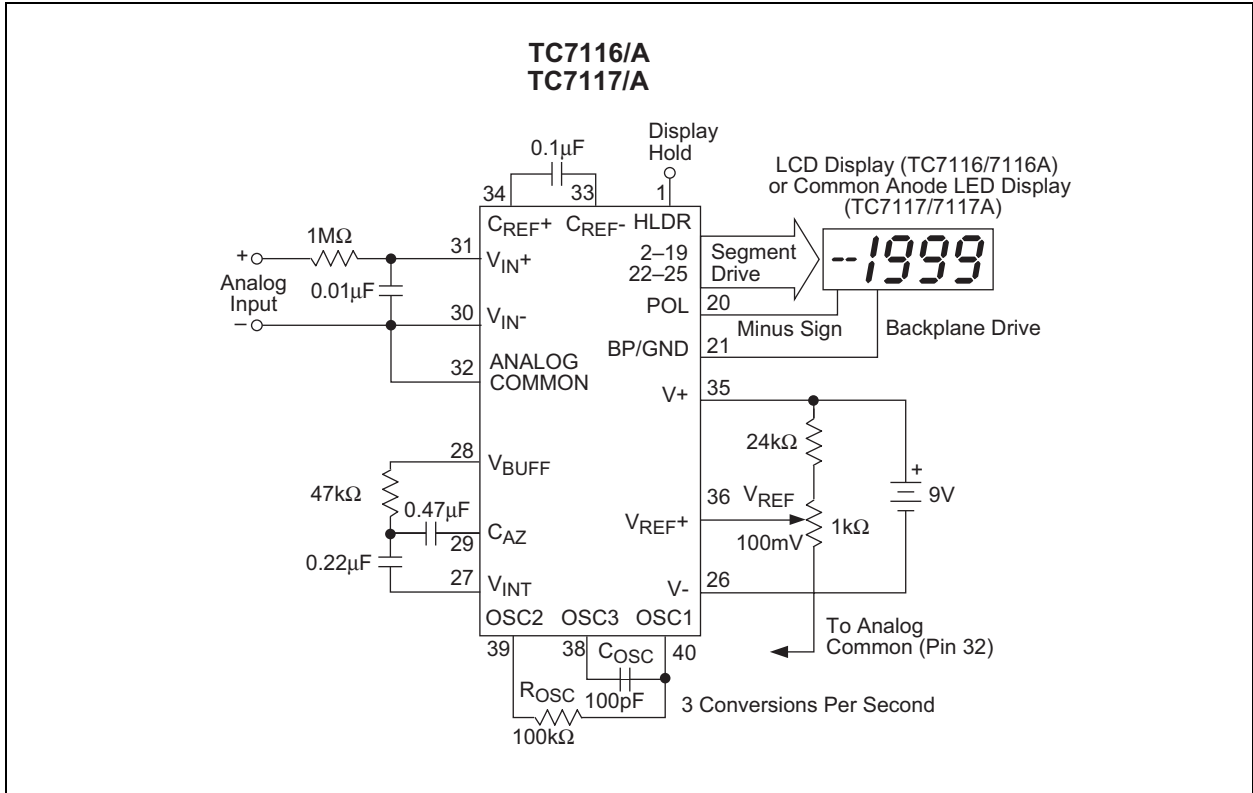 TC7116/A
TC7117/A
0.1μF
Display
Hold
LCD Display (TC7116/7116A)
or Common Anode LED Display
(TC7117/7117A)
34
33
1
CREF+
CREF-
HLDR
1MΩ
31
VIN+
2–19
22–25
Segment
Drive
--1999
+
Analog
Input
–
0.01μF
30
VIN-
POL
20
Minus Sign
Backplane Drive
BP/GND
21
32
ANALOG
COMMON
V+
35
24kΩ
28
VBUFF
47kΩ
0.47μF
29
CAZ
0.22μF
27
VINT
36
VREF+
VREF
100mV
1kΩ
+
9V
V-
26
OSC2
OSC3
OSC1
To Analog
Common (Pin 32)
39
38
COSC
40
ROSC
100pF
3 Conversions Per Second
100kΩ